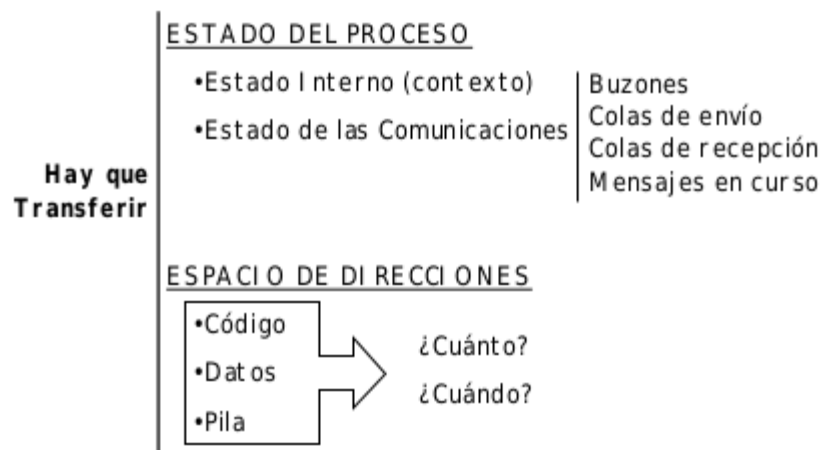 Hay que
Transferir
ESTADO DEL PROCESO
•Estado Interno (contexto)
•Estado de las Comunicaciones
Buzones
Colas de envío
Colas de recepción
Mensajes en curso
ESPACIO DE DIRECCIONES
•Código
•Datos
•Pila
¿Cuánto?
¿Cuándo?